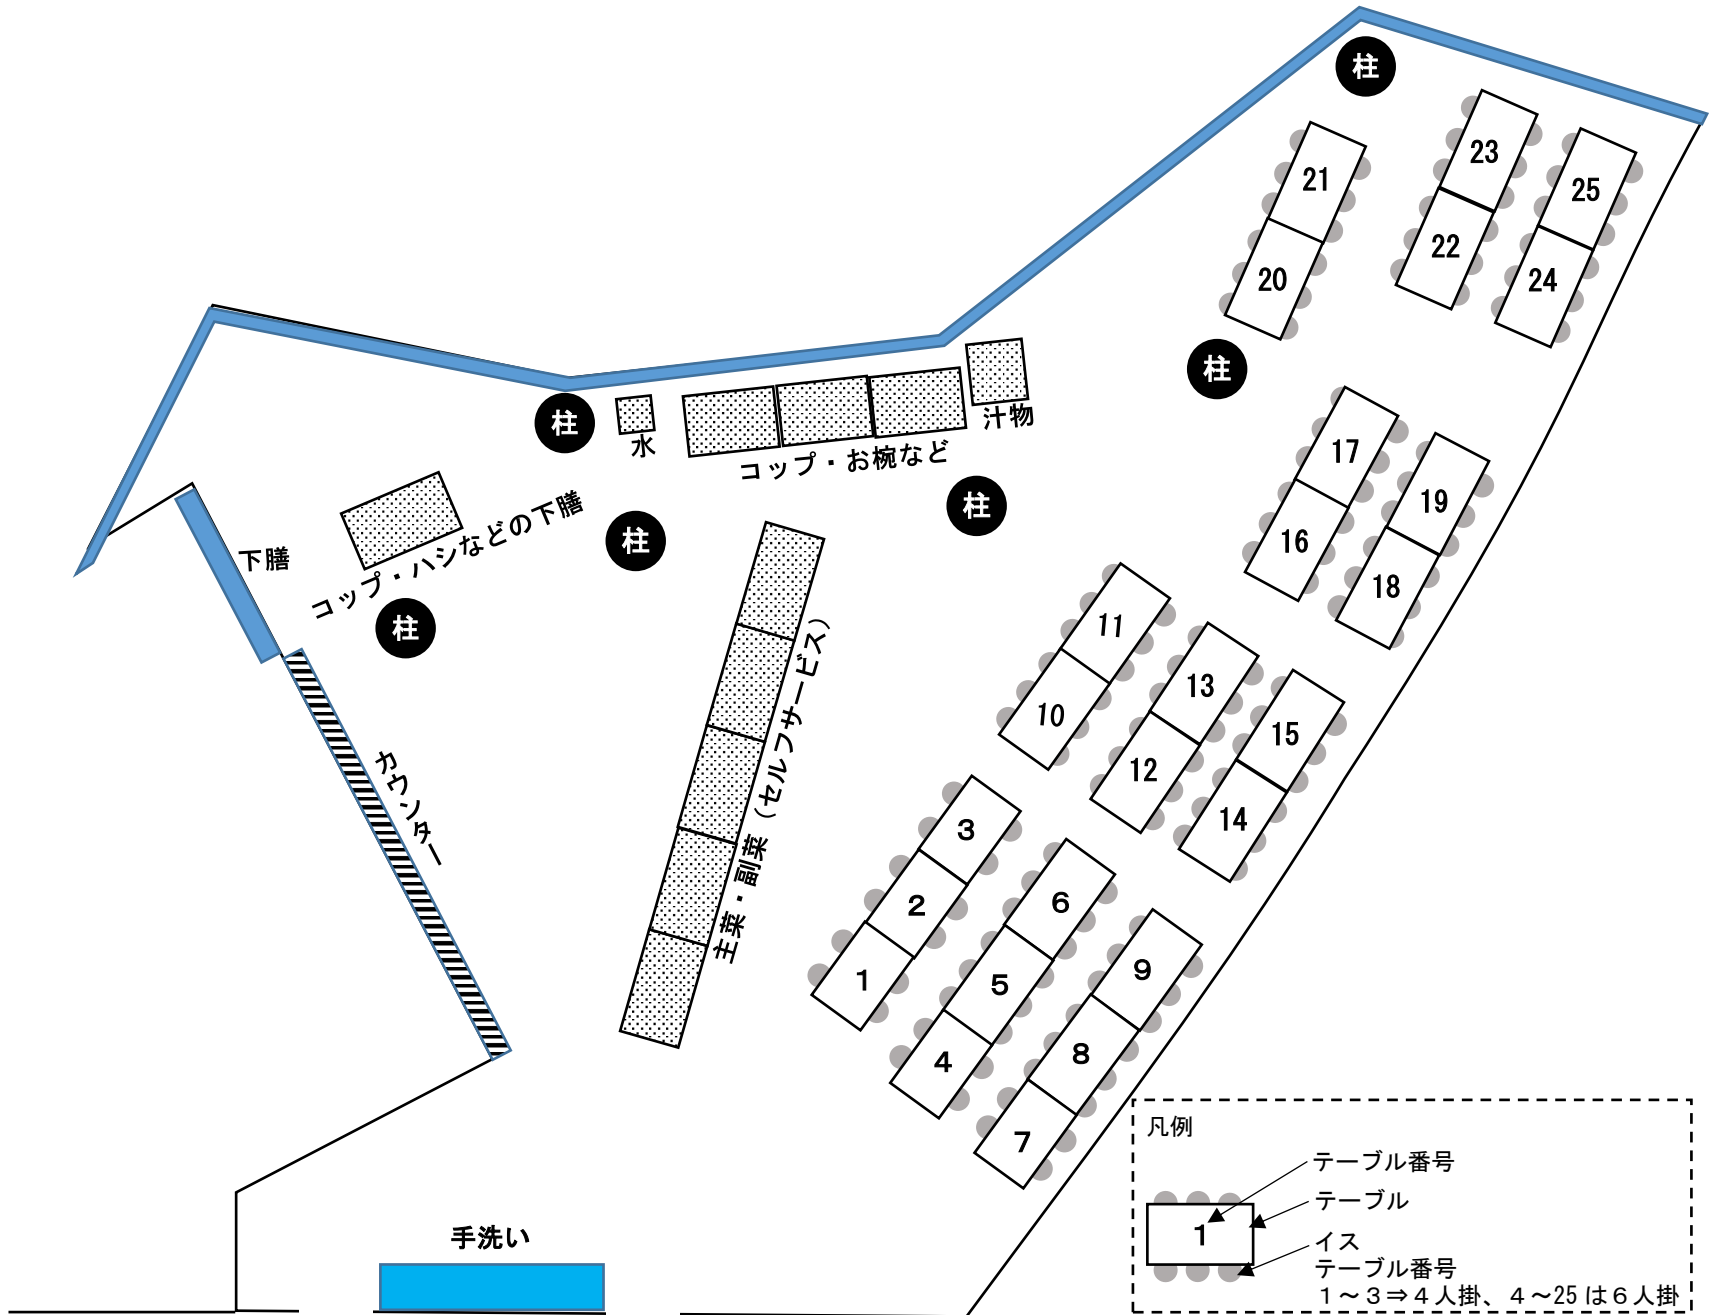 柱
21
23
25
20
22
24
柱
柱
水
コップ・お椀など
汁物
柱
17
19
16
18
下膳
コップ・ハシなどの下膳
柱
柱
11
13
15
10
12
14
カウンター
主菜・副菜（セルフサービス）
3
6
9
2
5
8
1
4
7
手洗い
凡例
テーブル番号
テーブル
1
イス
テーブル番号
１～３⇒４人掛、４～25は６人掛